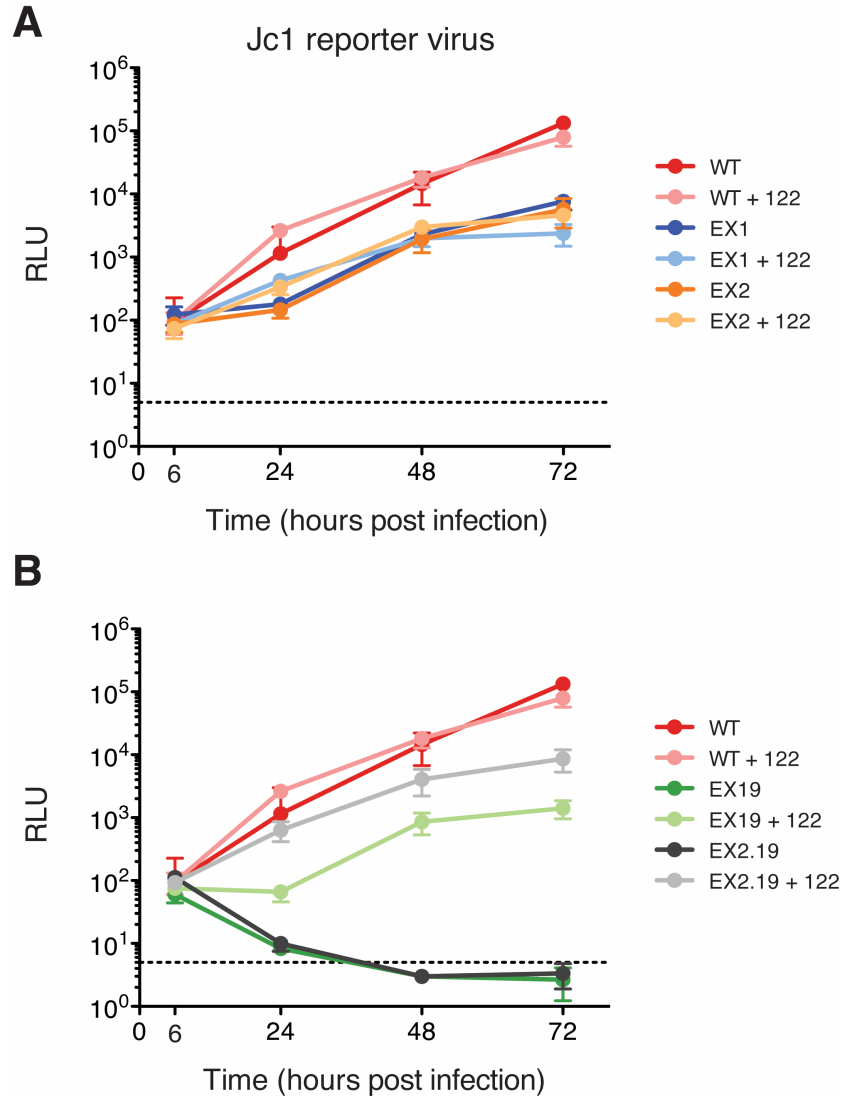 A
Jc1 reporter virus
10^6
10^5
10^4
10^3
10^2
10^1
10^0
RLU
0 6 24 48 72
Time (hours post infection)
WT
WT + 122
EX1
EX1 + 122
EX2
EX2 + 122
B
10^6
10^5
10^4
10^3
10^2
10^1
10^0
RLU
0 6 24 48 72
Time (hours post infection)
WT
WT + 122
EX19
EX19 + 122
EX2.19
EX2.19 + 122